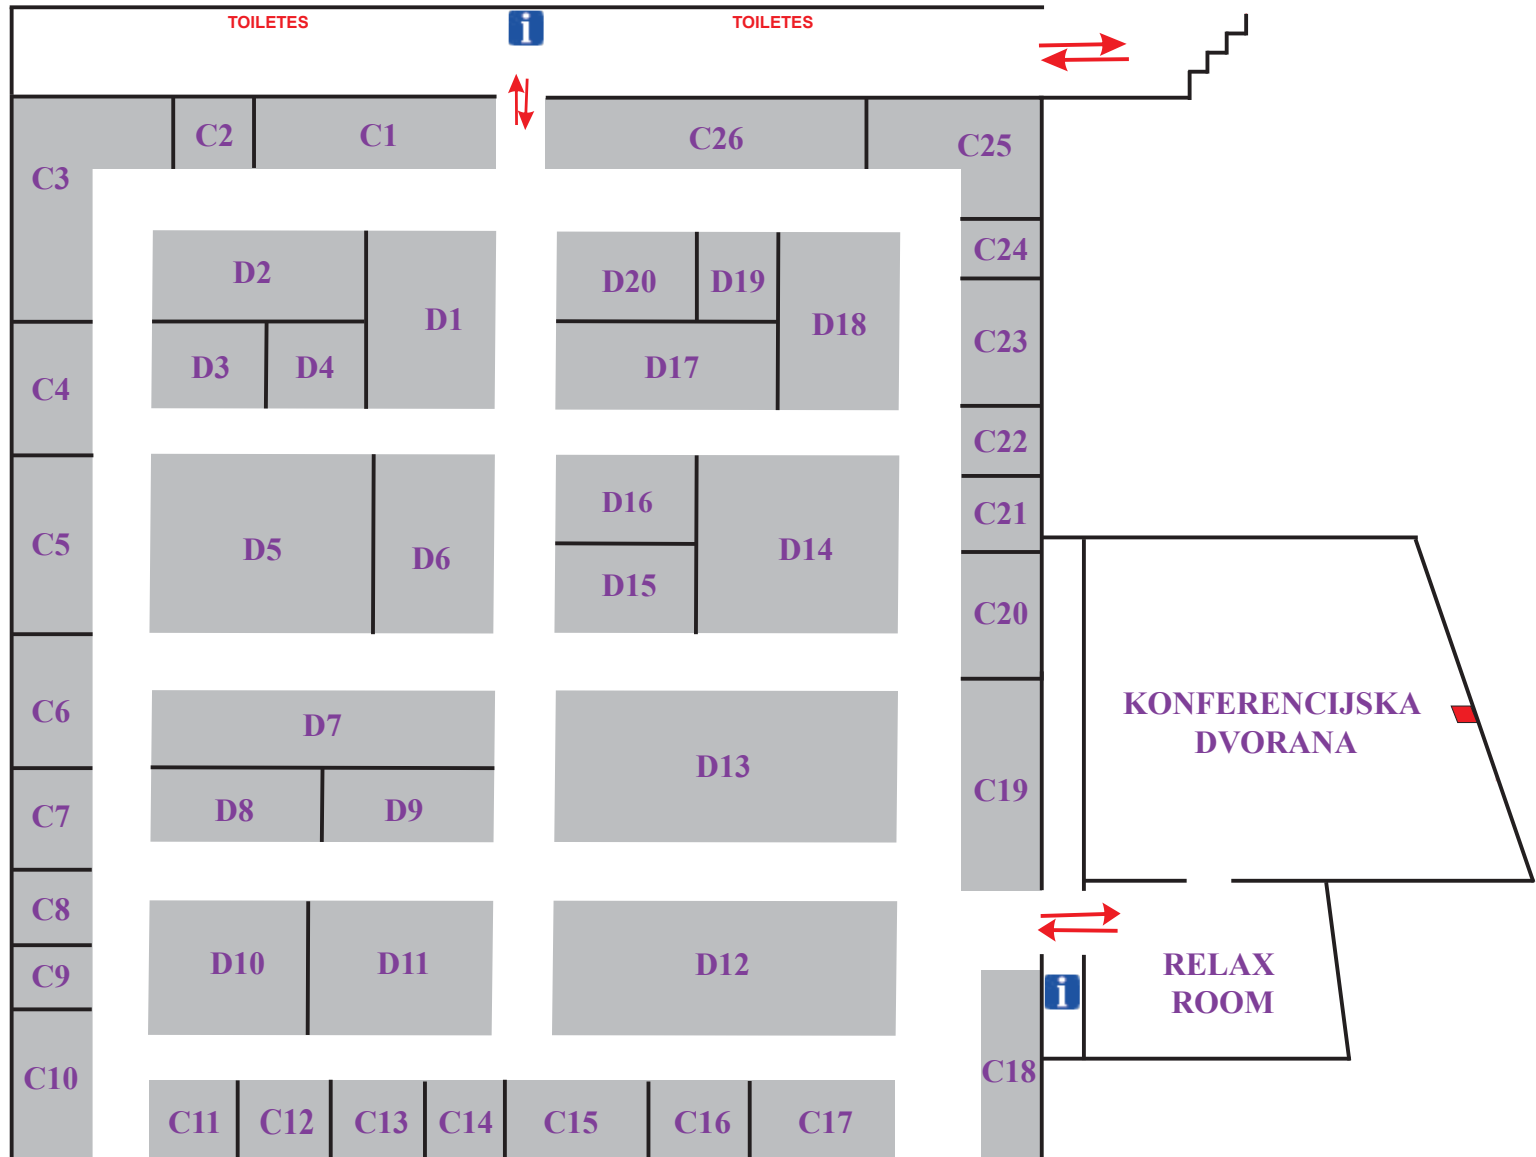 TOILETES
i
TOILETES
C3
C2
C1
C26
C25
C24
D2
D1
D20
D19
D18
C23
D3
D4
D17
C4
C22
C21
C5
D5
D6
D16
D14
D15
C20
C6
D7
D13
KONFERENCIJSKA
DVORANA
C19
C7
D8
D9
C8
C9
D10
D11
D12
i
RELAX
ROOM
C10
C18
C11
C12
C13
C14
C15
C16
C17